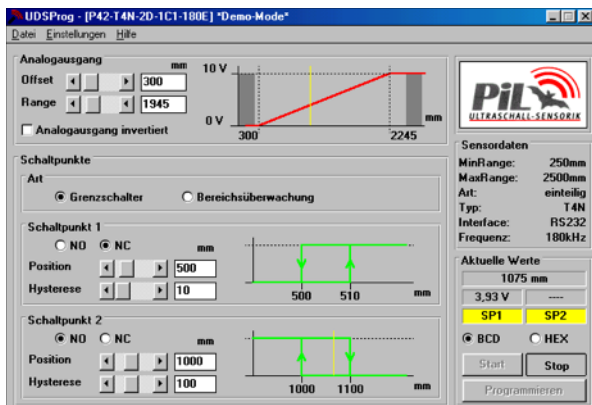 UDSProg - [P42-T4N-2D-1C1-180E] *Demo-Mode*
Datei Einstellungen Hilfe
Analogausgang
mm
Offset 300
Range 1945
Analogausgang invertiert
10 V
0 V
300 2245 mm
PiL
ULTRASCHALL-SENSORIK
Schaltpunkte
Art
Grenzschalter Bereichsüberwachung
Schaltpunkt 1
NO NC mm
Position 500
Hysterese 10
500 510 mm
Schaltpunkt 2
NO NC mm
Position 1000
Hysterese 100
1000 1100 mm
Sensordaten
MinRange: 250mm
MaxRange: 2500mm
Art: einteilig
Typ: T4N
Interface: RS232
Frequenz: 180kHz
Aktuelle Werte
1075 mm
3,93 V ----
SP1 SP2
BCD HEX
Start Stop
Programmieren